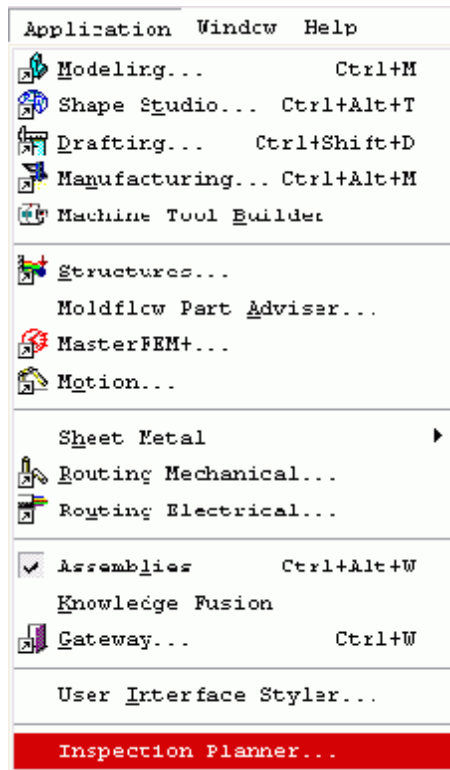 Application Window Help
Modeling... Ctrl+M
Shape Studio... Ctrl+Alt+T
Drafting... Ctrl+Shift+D
Manufacturing... Ctrl+Alt+M
Machine Tool Builder
Structures...
Moldflow Part Adviser...
MasterFEM+...
Motion...
Sheet Metal
Routing Mechanical...
Routing Electrical...
Assemblies Ctrl+Alt+W
Knowledge Fusion
Gateway... Ctrl+W
User Interface Styler...
Inspection Planner...